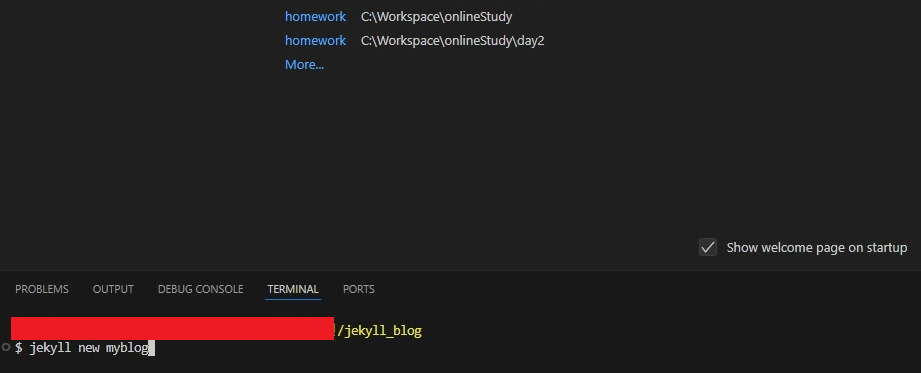 homework C:\Workspace\onlineStudy
homework C:\Workspace\onlineStudy\day2
More...
Show welcome page on startup
PROBLEMS OUTPUT DEBUG CONSOLE TERMINAL PORTS
/jekyll_blog
$ jekyll new myblog